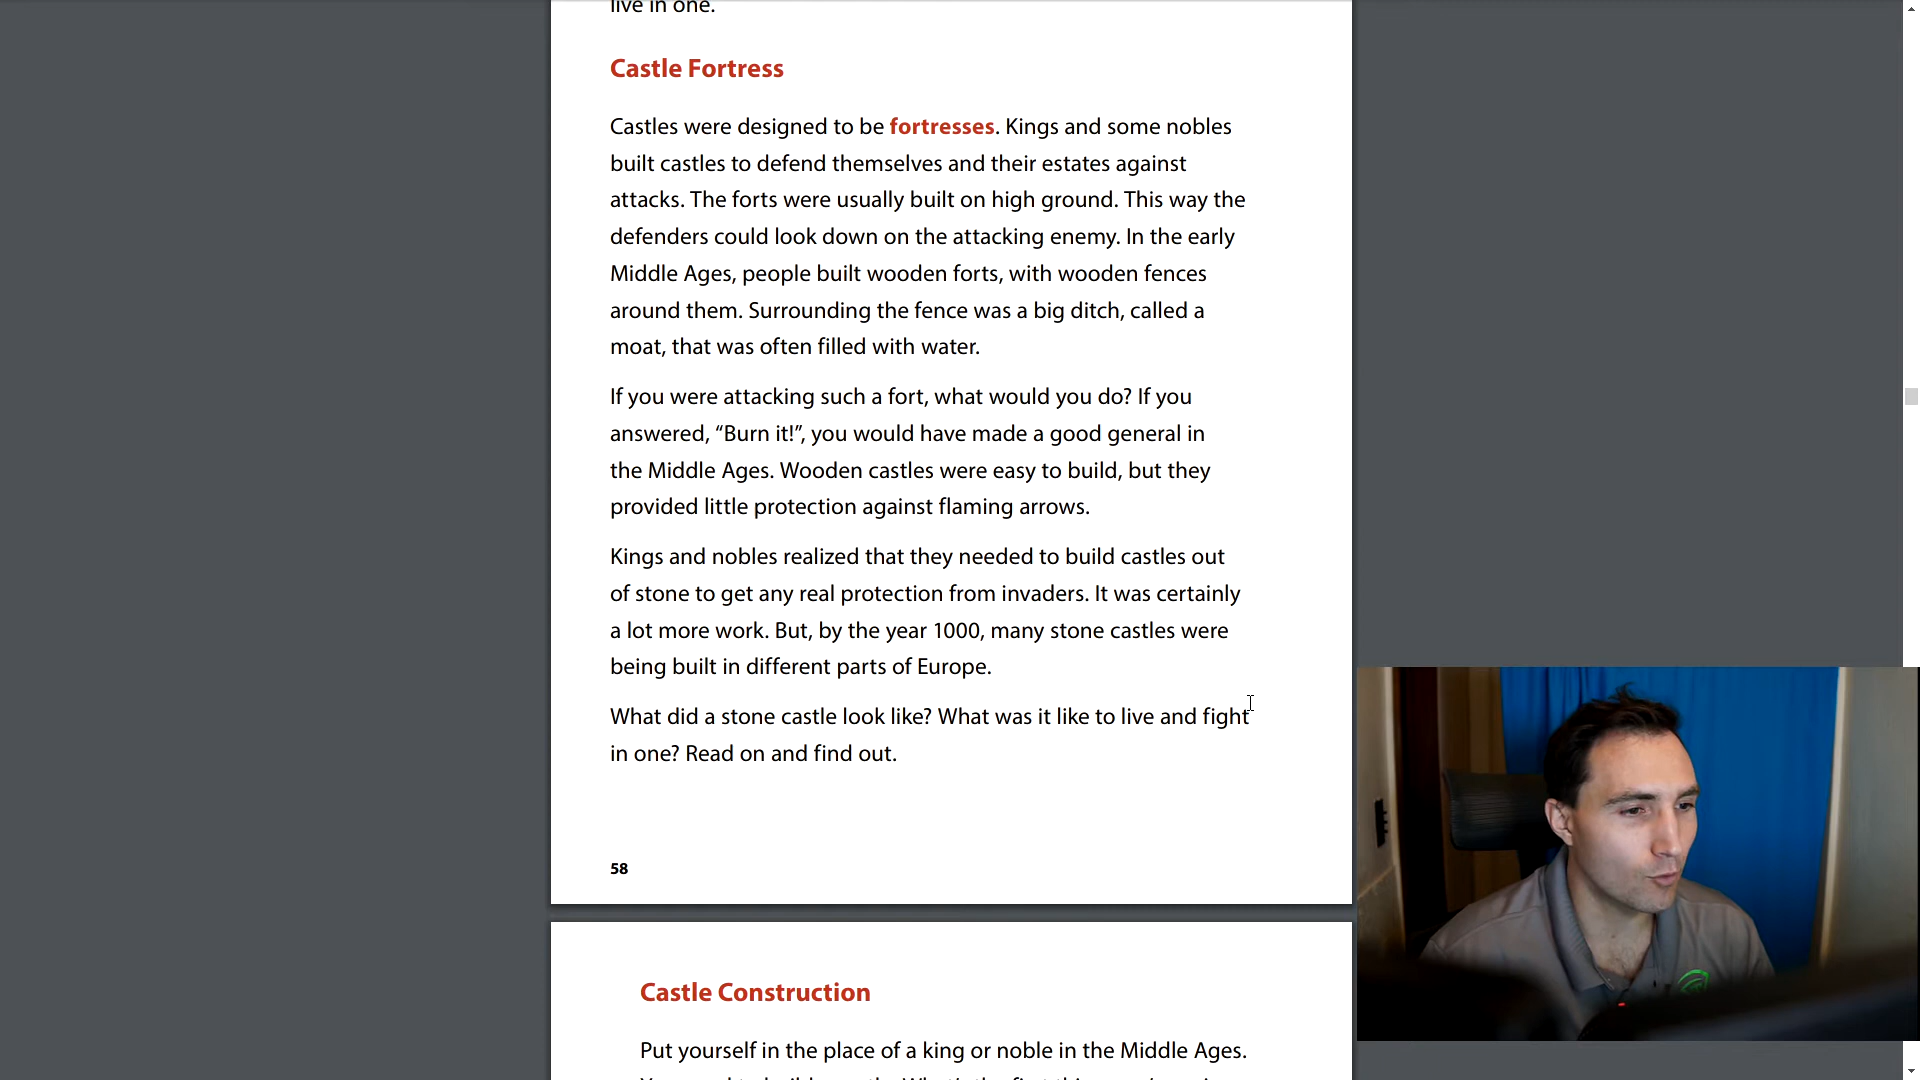 live in one.
Castle Fortress
Castles were designed to be fortresses. Kings and some nobles
built castles to defend themselves and their estates against
attacks. The forts were usually built on high ground. This way the
defenders could look down on the attacking enemy. In the early
Middle Ages, people built wooden forts, with wooden fences
around them. Surrounding the fence was a big ditch, called a
moat, that was often filled with water.
If you were attacking such a fort, what would you do? If you
answered, “Burn it!”, you would have made a good general in
the Middle Ages. Wooden castles were easy to build, but they
provided little protection against flaming arrows.
Kings and nobles realized that they needed to build castles out
of stone to get any real protection from invaders. It was certainly
a lot more work. But, by the year 1000, many stone castles were
being built in different parts of Europe.
What did a stone castle look like? What was it like to live and fight
in one? Read on and find out.
58
Castle Construction
Put yourself in the place of a king or noble in the Middle Ages.